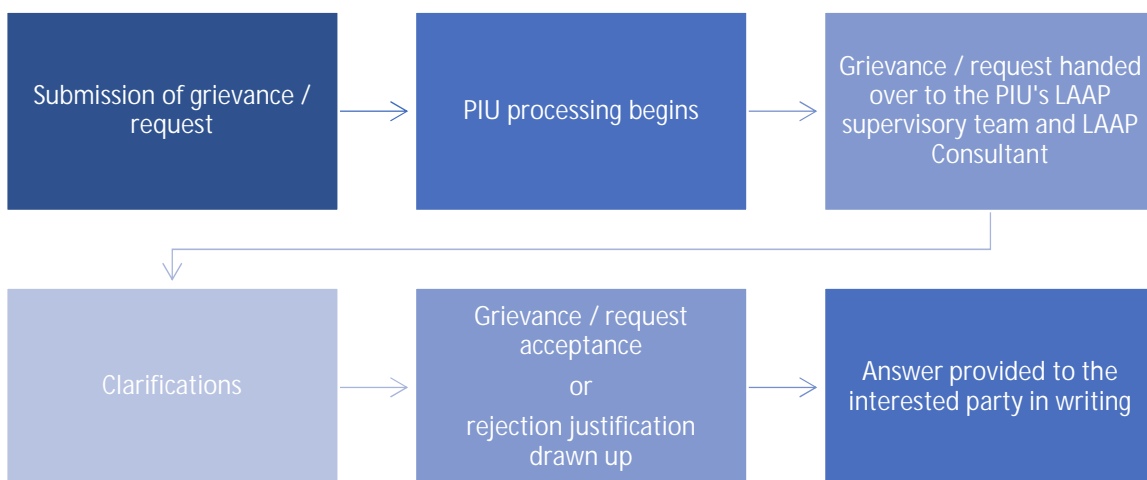 Submission of grievance /
request
PIU processing begins
Grievance / request handed
over to the PIU's LAAP
supervisory team and LAAP
Consultant
Clarifications
Grievance / request
acceptance
or
rejection justification
drawn up
Answer provided to the
interested party in writing